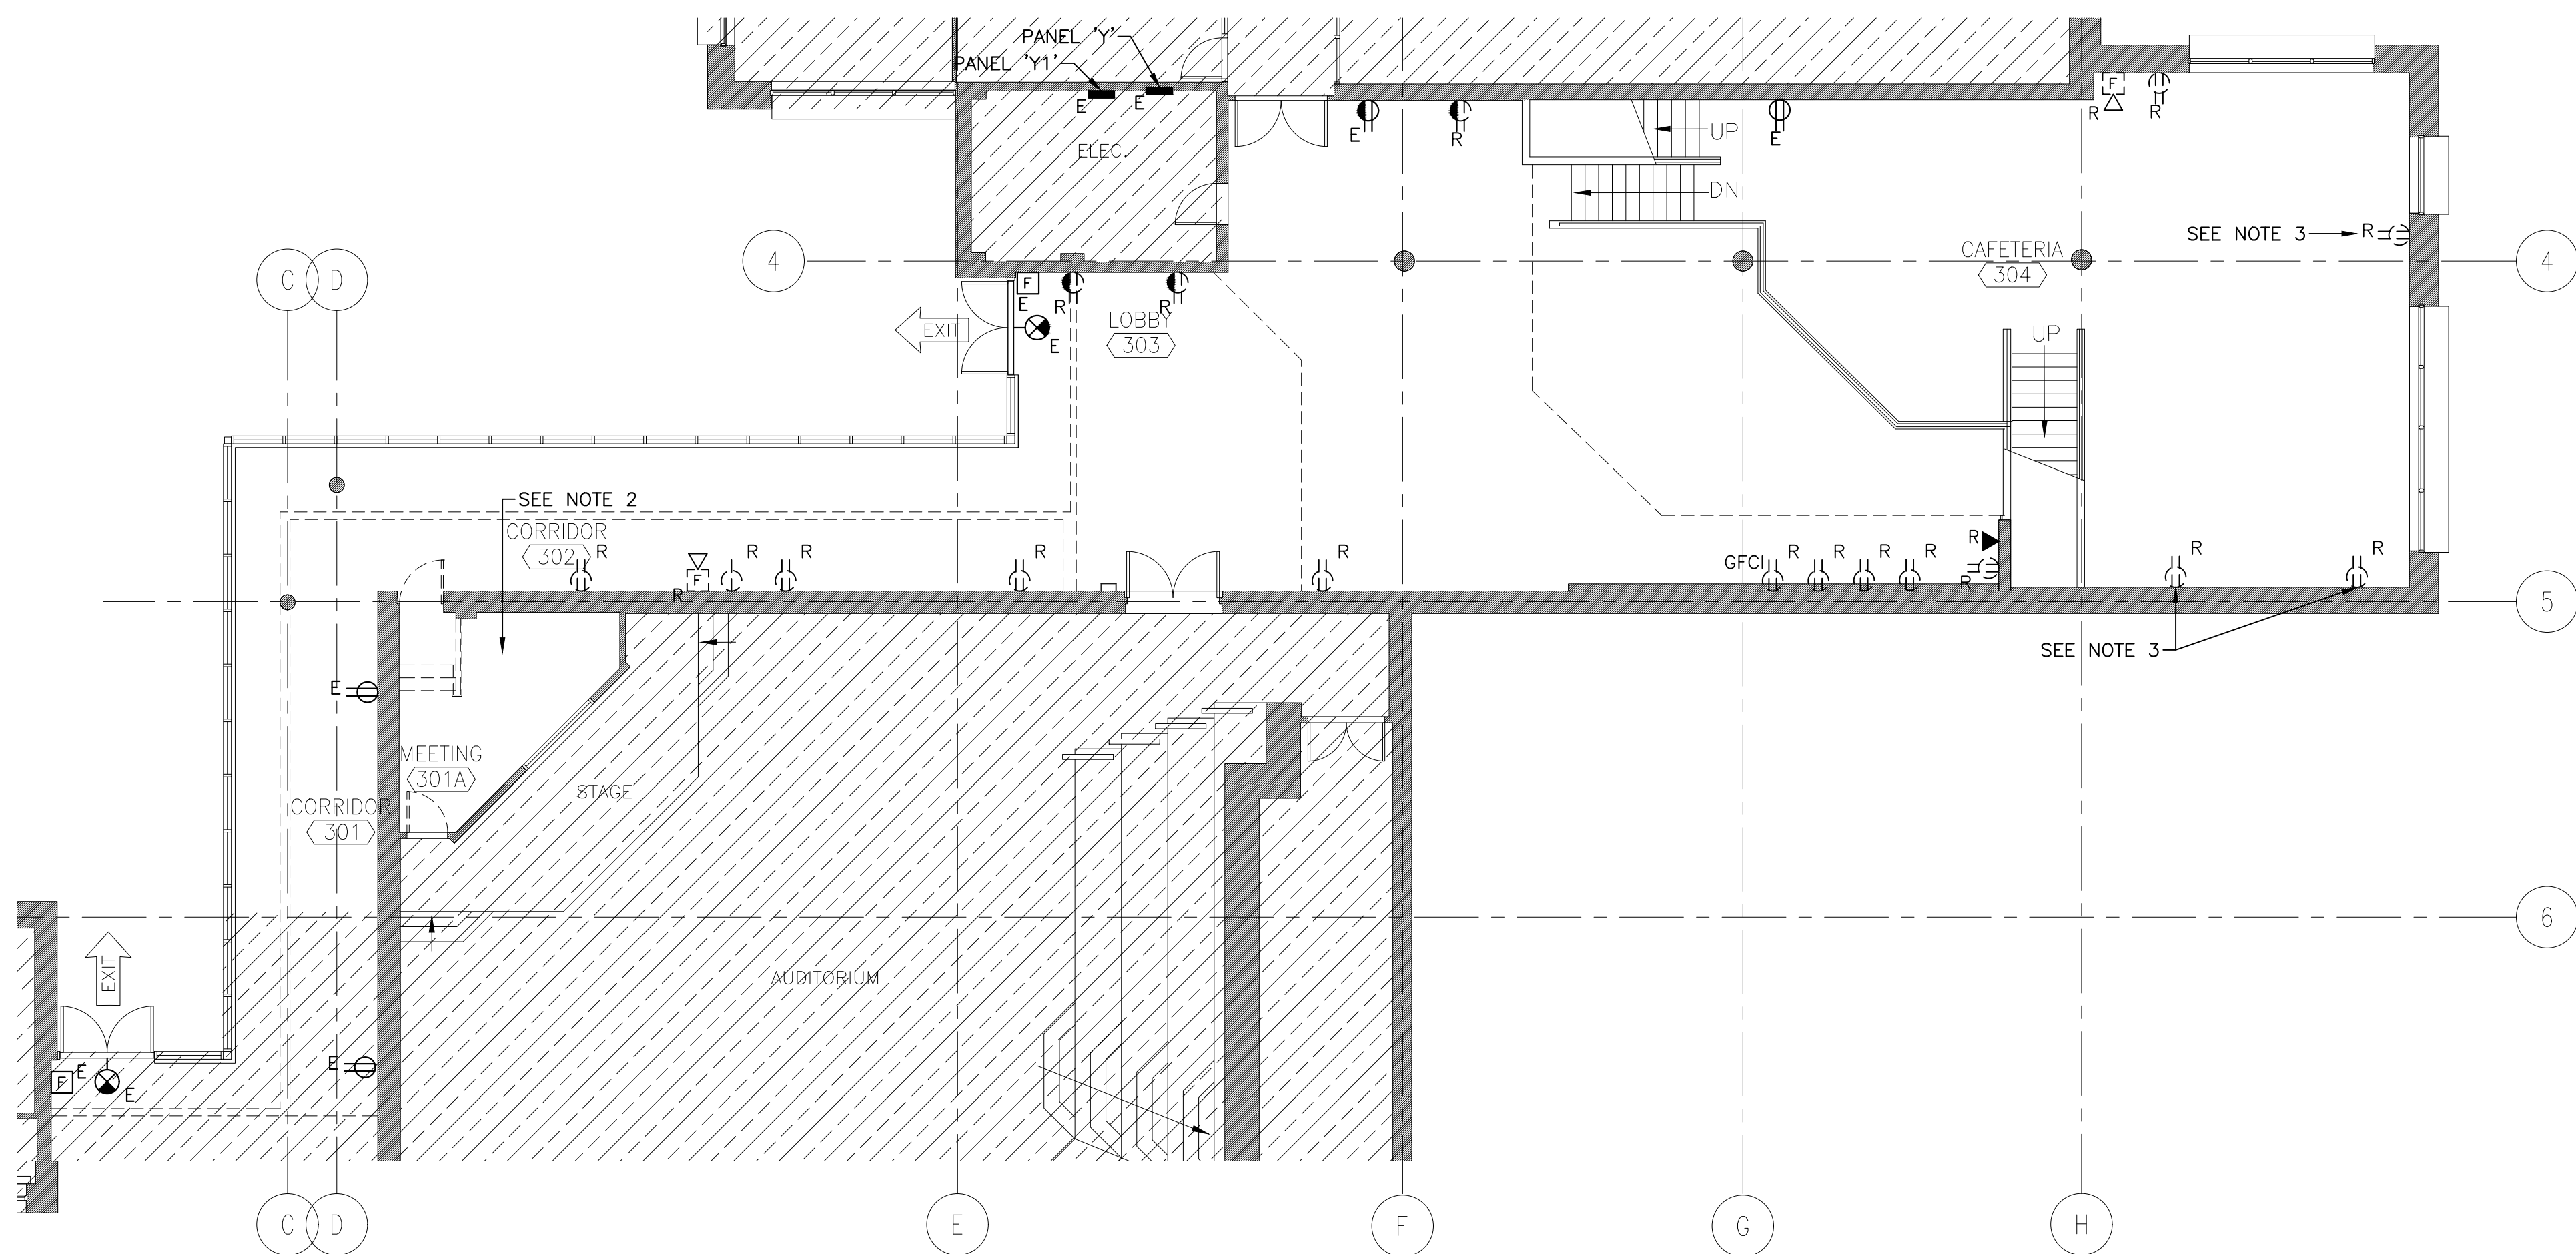 PANEL 'Y'
PANEL 'Y1'
E
E
ELEC.
E
R
E
UP
DN
F
R
R
SEE NOTE 3
R
CAFETERIA
304
4
4
C
D
F
E
R
R
E
EXIT
LOBBY
303
UP
SEE NOTE 2
CORRIDOR
302
R
F
R
R
R
R
R
GFCI
R
R
R
R
R
R
R
R
5
SEE NOTE 3
E
MEETING
301A
CORRIDOR
301
STAGE
6
AUDITORIUM
EXIT
E
F
E
E
C
D
E
F
G
H